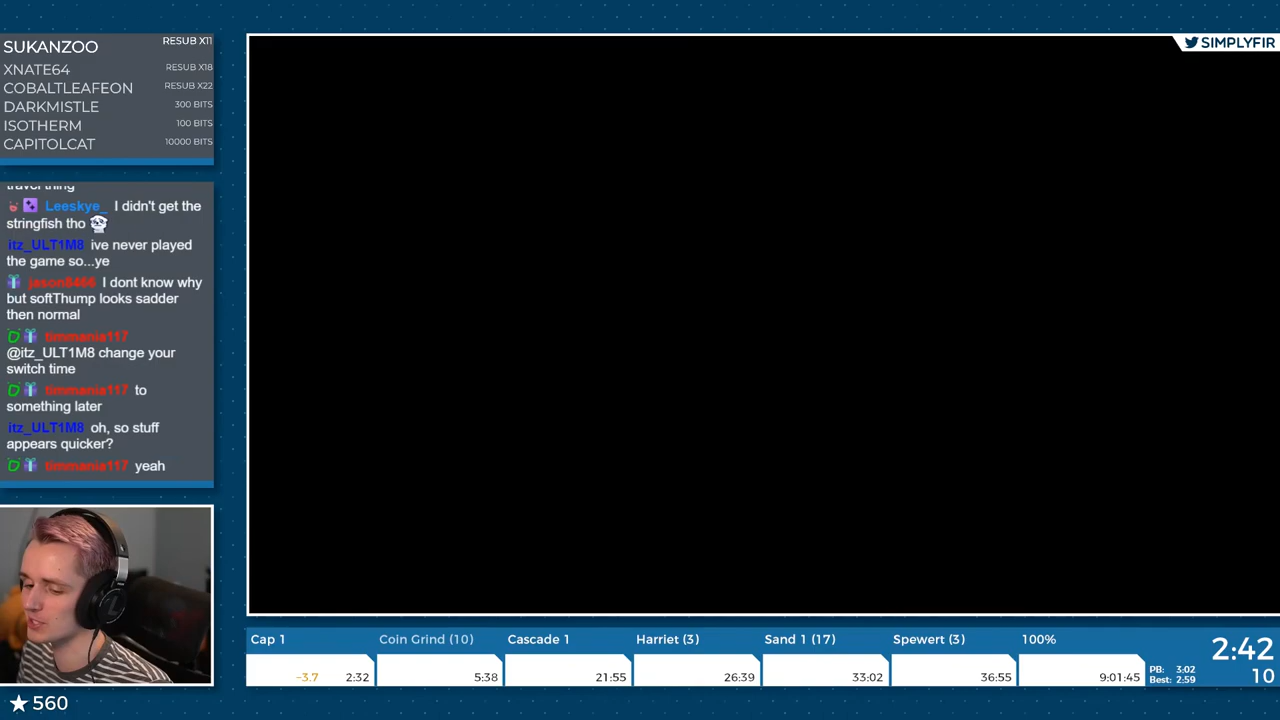 SUKANZOO RESUB X11
XNATE64 RESUB X18
COBALTLEAFEON RESUB X22
DARKMISTLE 300 BITS
ISOTHERM 100 BITS
CAPITOLCAT 10000 BITS
SIMPLYFIR
travel thing
Leeskye_ I didn't get the
stringfish tho
itz_ULT1M8 ive never played
the game so...ye
jason8466 I dont know why
but softThump looks sadder
then normal
timmania117
@itz_ULT1M8 change your
switch time
timmania117 to
something later
itz_ULT1M8 oh, so stuff
appears quicker?
timmania117 yeah
Cap 1 Coin Grind (10) Cascade 1 Harriet (3) Sand 1 (17) Spewert (3) 100%
−3.7 2:32 5:38 21:55 26:39 33:02 36:55 9:01:45
2:42
PB: 3:02
Best: 2:59
10
★ 560